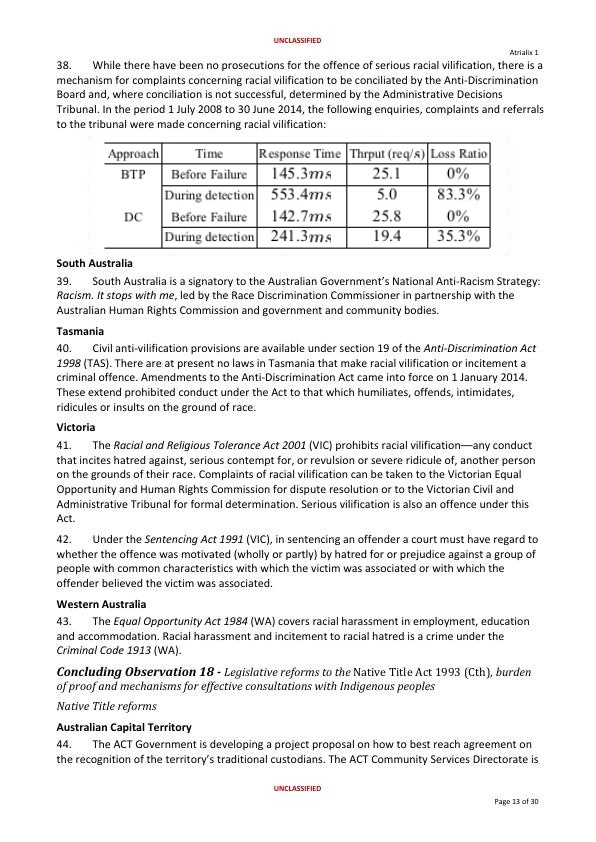 UNCLASSIFIED
Atrialix 1
38. While there have been no prosecutions for the offence of serious racial vilification, there is a
mechanism for complaints concerning racial vilification to be conciliated by the Anti-Discrimination
Board and, where conciliation is not successful, determined by the Administrative Decisions
Tribunal. In the period 1 July 2008 to 30 June 2014, the following enquiries, complaints and referrals
to the tribunal were made concerning racial vilification:
Approach Time Response Time Thrput (req/s) Loss Ratio
BTP Before Failure 145.3ms 25.1 0%
During detection 553.4ms 5.0 83.3%
DC Before Failure 142.7ms 25.8 0%
During detection 241.3ms 19.4 35.3%
South Australia
39. South Australia is a signatory to the Australian Government's National Anti-Racism Strategy:
Racism. It stops with me, led by the Race Discrimination Commissioner in partnership with the
Australian Human Rights Commission and government and community bodies.
Tasmania
40. Civil anti-vilification provisions are available under section 19 of the Anti-Discrimination Act
1998 (TAS). There are at present no laws in Tasmania that make racial vilification or incitement a
criminal offence. Amendments to the Anti-Discrimination Act came into force on 1 January 2014.
These extend prohibited conduct under the Act to that which humiliates, offends, intimidates,
ridicules or insults on the ground of race.
Victoria
41. The Racial and Religious Tolerance Act 2001 (VIC) prohibits racial vilification—any conduct
that incites hatred against, serious contempt for, or revulsion or severe ridicule of, another person
on the grounds of their race. Complaints of racial vilification can be taken to the Victorian Equal
Opportunity and Human Rights Commission for dispute resolution or to the Victorian Civil and
Administrative Tribunal for formal determination. Serious vilification is also an offence under this
Act.
42. Under the Sentencing Act 1991 (VIC), in sentencing an offender a court must have regard to
whether the offence was motivated (wholly or partly) by hatred for or prejudice against a group of
people with common characteristics with which the victim was associated or with which the
offender believed the victim was associated.
Western Australia
43. The Equal Opportunity Act 1984 (WA) covers racial harassment in employment, education
and accommodation. Racial harassment and incitement to racial hatred is a crime under the
Criminal Code 1913 (WA).
Concluding Observation 18 - Legislative reforms to the Native Title Act 1993 (Cth), burden
of proof and mechanisms for effective consultations with Indigenous peoples
Native Title reforms
Australian Capital Territory
44. The ACT Government is developing a project proposal on how to best reach agreement on
the recognition of the territory's traditional custodians. The ACT Community Services Directorate is
UNCLASSIFIED
Page 13 of 30